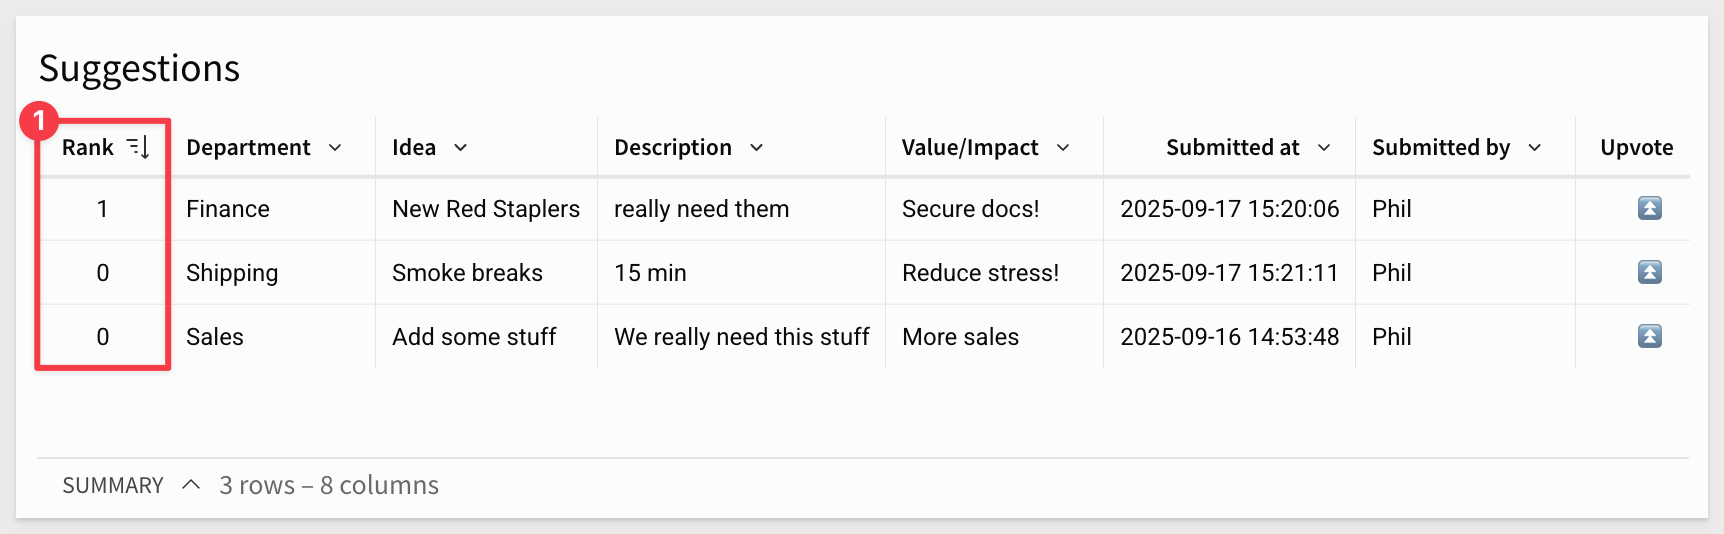 Suggestions
1
Rank Department Idea Description Value/Impact Submitted at Submitted by Upvote
1 Finance New Red Staplers really need them Secure docs! 2025-09-17 15:20:06 Phil
0 Shipping Smoke breaks 15 min Reduce stress! 2025-09-17 15:21:11 Phil
0 Sales Add some stuff We really need this stuff More sales 2025-09-16 14:53:48 Phil
SUMMARY 3 rows – 8 columns